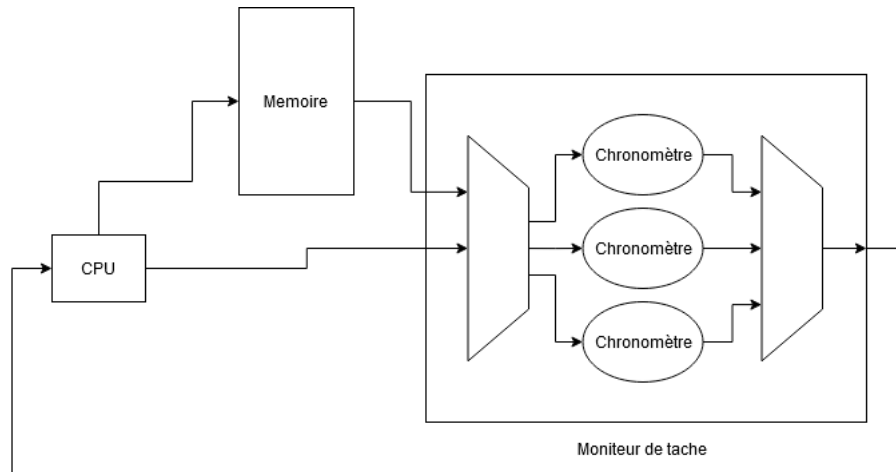 Memoire
Chronomètre
CPU
Chronomètre
Chronomètre
Moniteur de tache